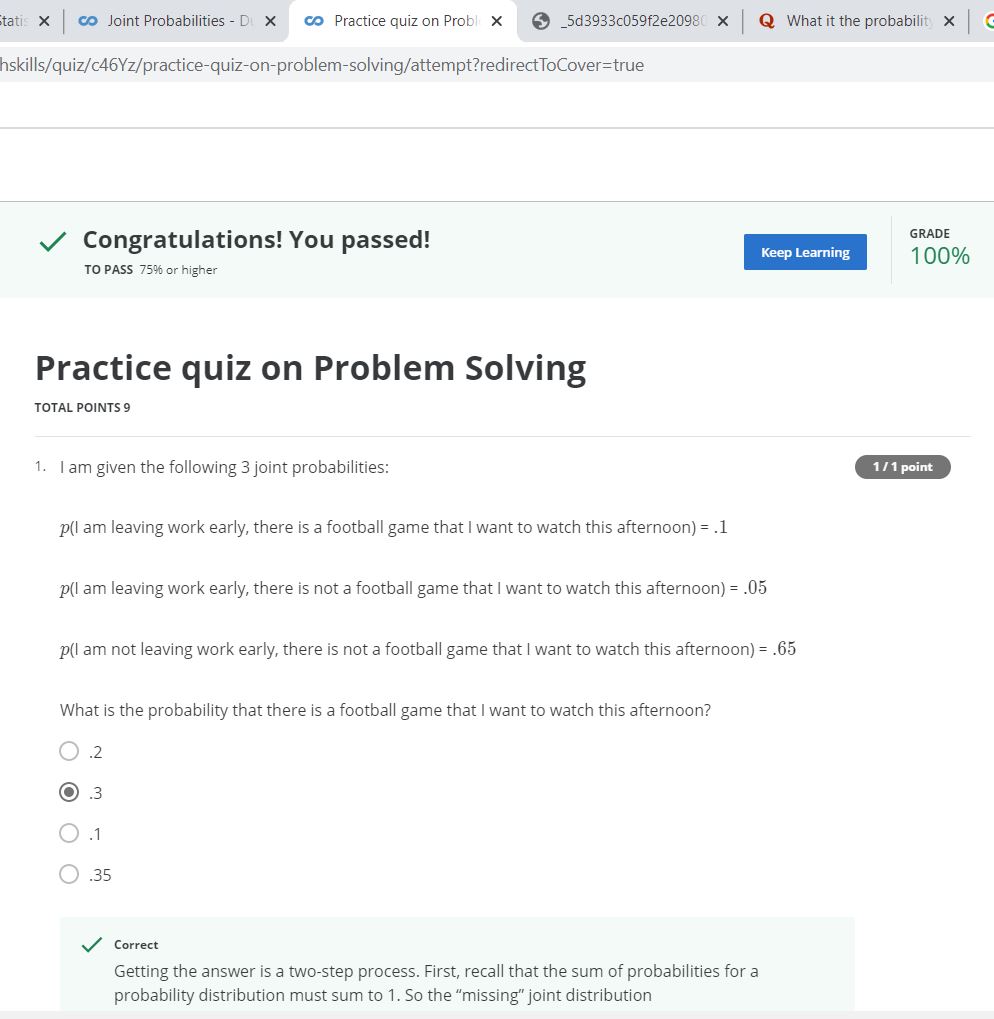 Joint Probabilities - D
Practice quiz on Probl
_5d3933c059f2e2098
What it the probability
hskills/quiz/c46Yz/practice-quiz-on-problem-solving/attempt?redirectToCover=true
Congratulations! You passed!
TO PASS 75% or higher
Keep Learning
GRADE
100%
Practice quiz on Problem Solving
TOTAL POINTS 9
1. I am given the following 3 joint probabilities:
1 / 1 point
p(I am leaving work early, there is a football game that I want to watch this afternoon) = .1
p(I am leaving work early, there is not a football game that I want to watch this afternoon) = .05
p(I am not leaving work early, there is not a football game that I want to watch this afternoon) = .65
What is the probability that there is a football game that I want to watch this afternoon?
.2
.3
.1
.35
Correct
Getting the answer is a two-step process. First, recall that the sum of probabilities for a
probability distribution must sum to 1. So the “missing” joint distribution